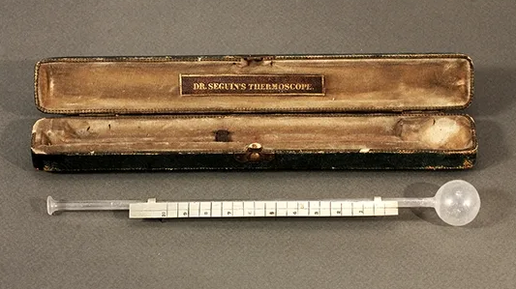 DR. SEGUIN'S THERMOSCOPE.